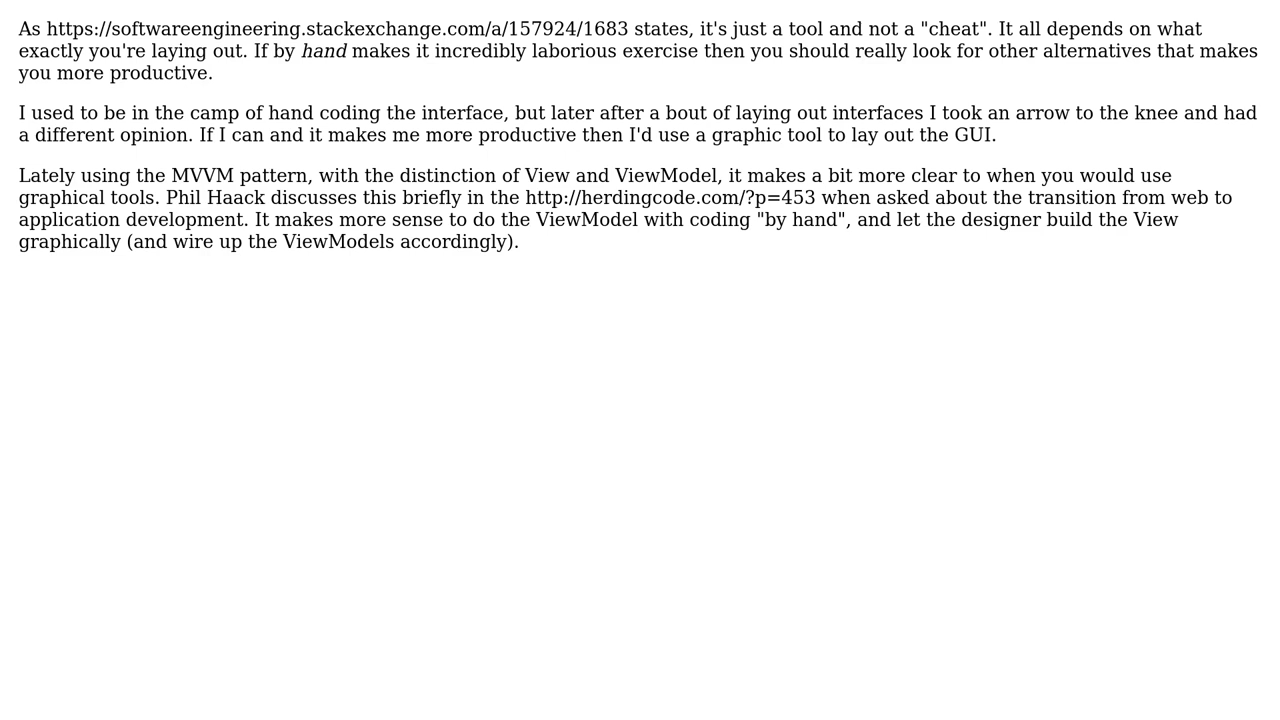 As https://softwareengineering.stackexchange.com/a/157924/1683 states, it's just a tool and not a "cheat". It all depends on what
exactly you're laying out. If by hand makes it incredibly laborious exercise then you should really look for other alternatives that makes
you more productive.
I used to be in the camp of hand coding the interface, but later after a bout of laying out interfaces I took an arrow to the knee and had
a different opinion. If I can and it makes me more productive then I'd use a graphic tool to lay out the GUI.
Lately using the MVVM pattern, with the distinction of View and ViewModel, it makes a bit more clear to when you would use
graphical tools. Phil Haack discusses this briefly in the http://herdingcode.com/?p=453 when asked about the transition from web to
application development. It makes more sense to do the ViewModel with coding "by hand", and let the designer build the View
graphically (and wire up the ViewModels accordingly).